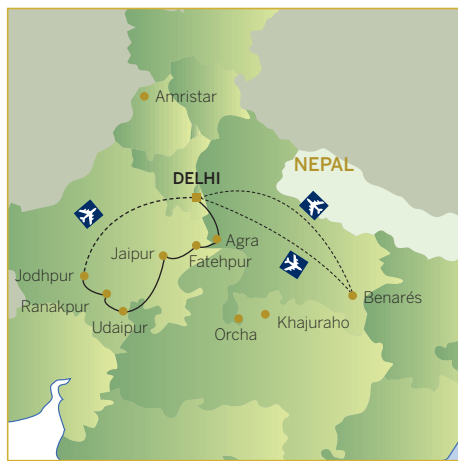 Amristar
NEPAL
DELHI
Agra
Jaipur
Fatehpur
Jodhpur
Benarés
Ranakpur
Udaipur
Khajuraho
Orcha